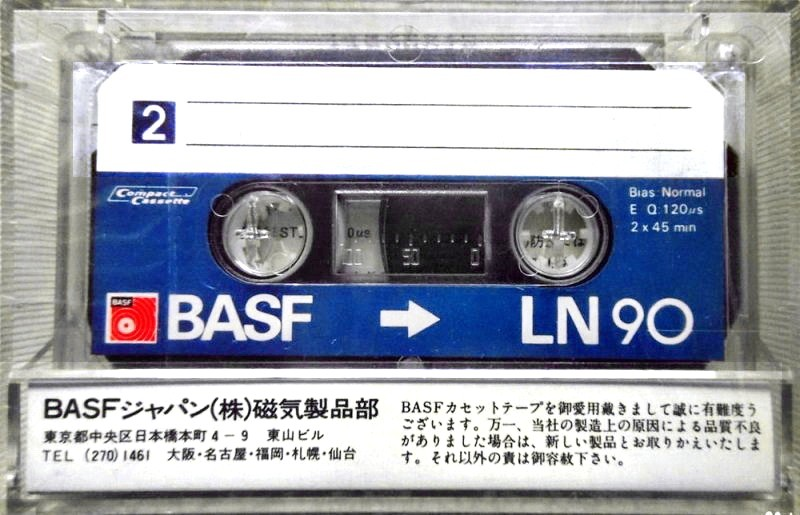 2
Compact Cassette
Bias: Normal
E Q:120μs
2 x 45 min
ST.
0μs
50 0
防
は
BASF
BASF → LN 90
BASFジャパン(株)磁気製品部
東京都中央区日本橋本町4－9 東山ビル
TEL (270)1461 大阪・名古屋・福岡・札幌・仙台
BASFカセットテープを御愛用戴きまして誠に有難度う
ございます。万一、当社の製造上の原因による品質不良
がありました場合は、新しい製品とお取りかえいたしま
す。それ以外の責は御容赦下さい。